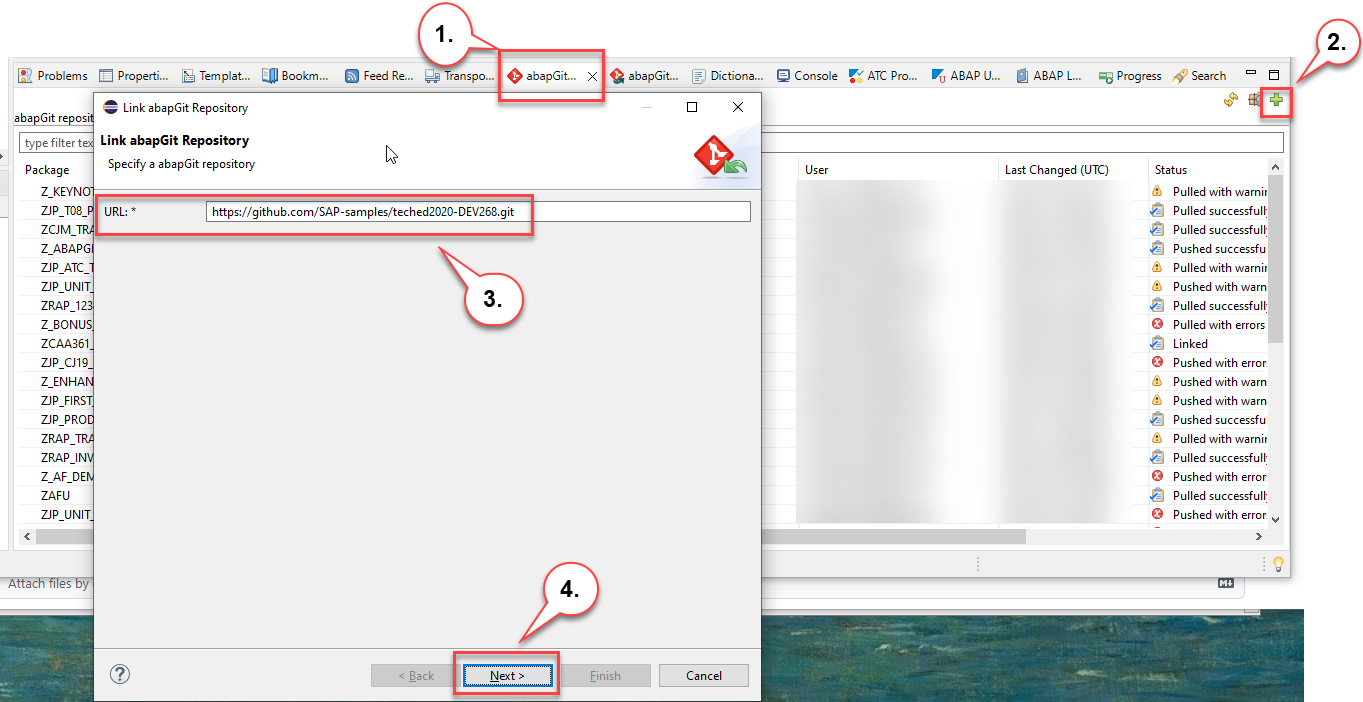 1.
2.
Problems Properti... Templat... Bookm... Feed Re... Transpo... abapGit... abapGit... Dictiona... Console ATC Pro... ABAP U... ABAP L... Progress Search
Link abapGit Repository
abapGit reposit
Link abapGit Repository
type filter tex
Specify a abapGit repository
Package User Last Changed (UTC) Status
Z_KEYNOT Pulled with warnin
ZJP_T08_P Pulled successfully
URL: * https://github.com/SAP-samples/teched2020-DEV268.git
ZCJM_TRA Pulled successfully
Z_ABAPGI Pushed successfu
ZJP_ATC_T Pulled with warnin
ZJP_UNIT_ Pushed with warn
3.
ZRAP_123 Pulled successfully
Z_BONUS_ Pulled with errors
ZCAA361_ Linked
ZJP_CJ19_ Pushed with error
Z_ENHAN Pushed with warn
ZJP_FIRST_ Pushed with warn
ZJP_PROD Pushed successfu
ZRAP_TRA Pulled with warnin
ZRAP_INV Pulled successfully
Z_AF_DEM Pushed with error
ZAFU Pulled successfully
ZJP_UNIT_ Pushed with error
Attach files by
4.
? < Back Next > Finish Cancel